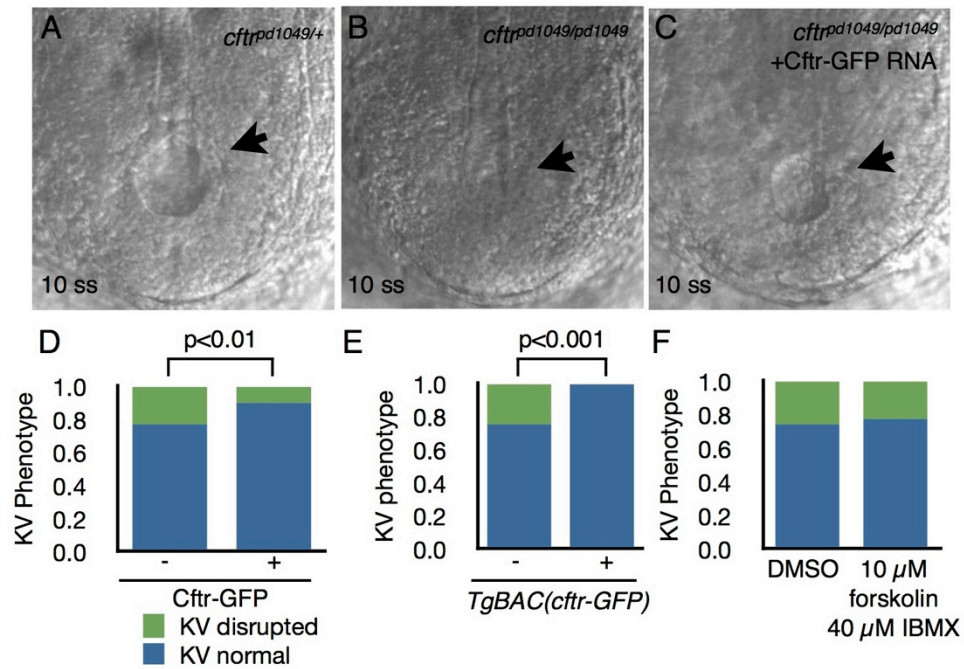 A
cftrpd1049/+
10 ss
B
cftrpd1049/pd1049
10 ss
C
cftrpd1049/pd1049
+Cftr-GFP RNA
10 ss
D
p<0.01
KV Phenotype
1.0
0.8
0.6
0.4
0.2
0.0
- +
Cftr-GFP
KV disrupted
KV normal
E
p<0.001
KV phenotype
1.0
0.8
0.6
0.4
0.2
0.0
- +
TgBAC(cftr-GFP)
F
KV Phenotype
1.0
0.8
0.6
0.4
0.2
0.0
DMSO
10 µM
forskolin
40 µM IBMX